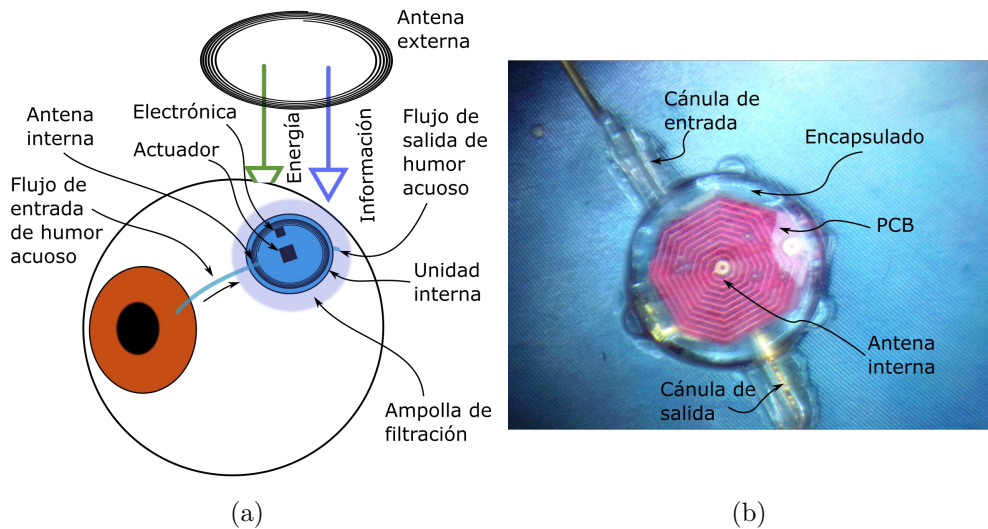 Antena
externa
Antena
interna
Electrónica
Actuador
Energía
Información
Flujo de
salida de
humor
acuoso
Flujo de
entrada
de humor
acuoso
Unidad
interna
Ampolla de
filtración
(a)
Cánula de
entrada
Encapsulado
PCB
Antena
interna
Cánula de
salida
(b)